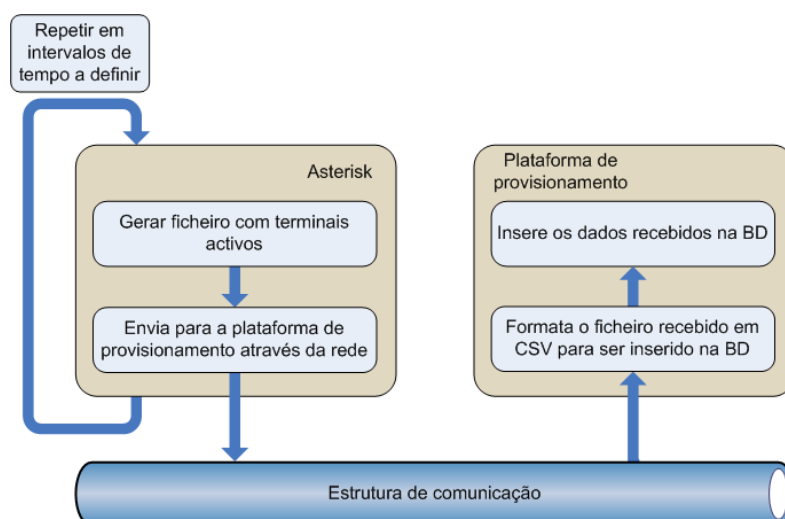 Repetir em
intervalos de
tempo a definir
Asterisk
Gerar ficheiro com terminais
activos
Envia para a plataforma de
provisionamento através da rede
Plataforma de
provisionamento
Insere os dados recebidos na BD
Formata o ficheiro recebido em
CSV para ser inserido na BD
Estrutura de comunicação